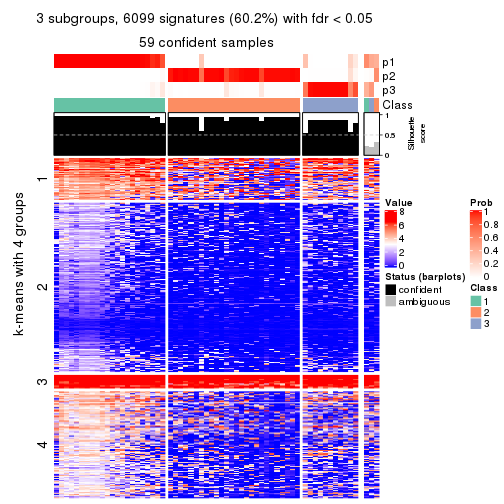 3 subgroups, 6099 signatures (60.2%) with fdr < 0.05
59 confident samples
p1
p2
p3
Class
1
0.5
0
Silhouette
score
k-means with 4 groups
1
2
3
4
Value
8
6
4
2
0
Status (barplots)
confident
ambiguous
Prob
1
0.8
0.6
0.4
0.2
0
Class
1
2
3